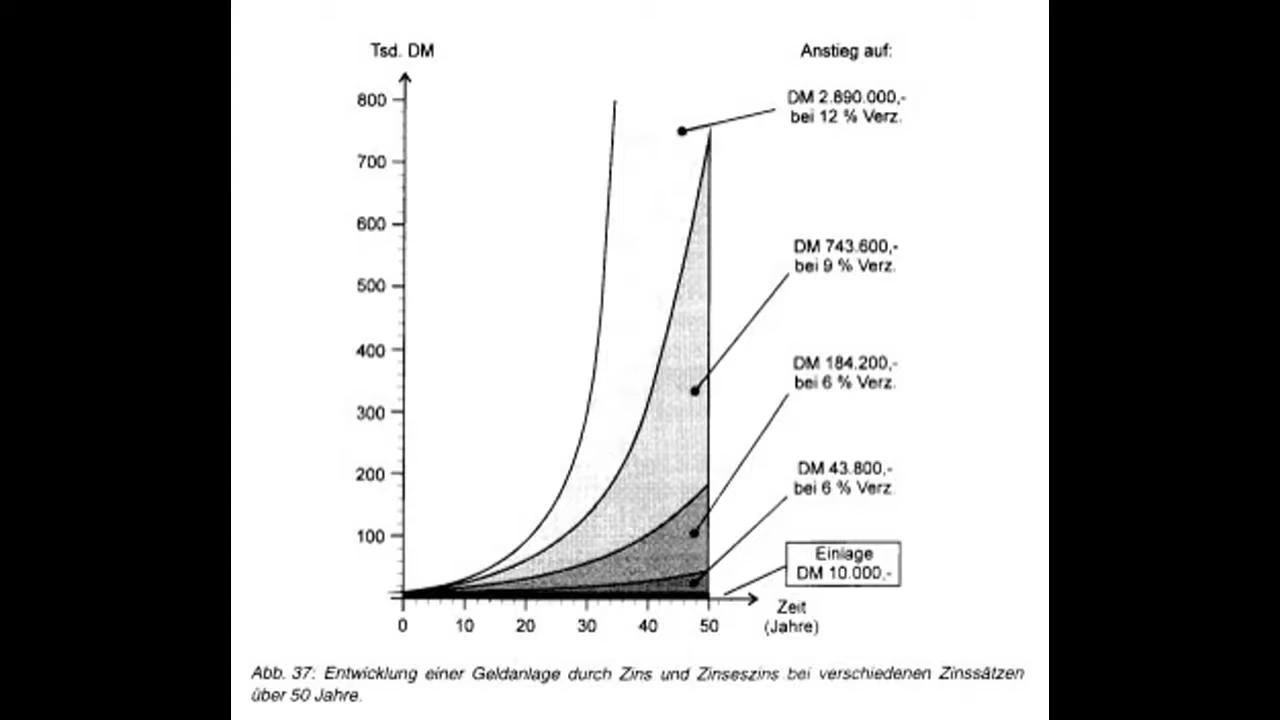 Tsd. DM
Anstieg auf:
800
700
600
500
400
300
200
100
DM 2.890.000,-
bei 12 % Verz.
DM 743.600,-
bei 9 % Verz.
DM 184.200,-
bei 6 % Verz.
DM 43.800,-
bei 6 % Verz.
Einlage
DM 10.000,-
0 10 20 30 40 50
Zeit
(Jahre)
Abb. 37: Entwicklung einer Geldanlage durch Zins und Zinseszins bei verschiedenen Zinssätzen
über 50 Jahre.